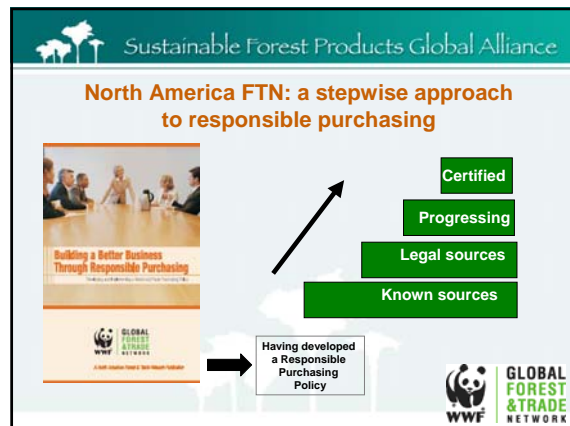 Sustainable Forest Products Global Alliance
North America FTN: a stepwise approach
to responsible purchasing
Building a Better Business
Through Responsible Purchasing
WWF
GLOBAL
FOREST
& TRADE
NETWORK
Having developed
a Responsible
Purchasing
Policy
Certified
Progressing
Legal sources
Known sources
WWF
GLOBAL
FOREST
&TRADE
NETWORK